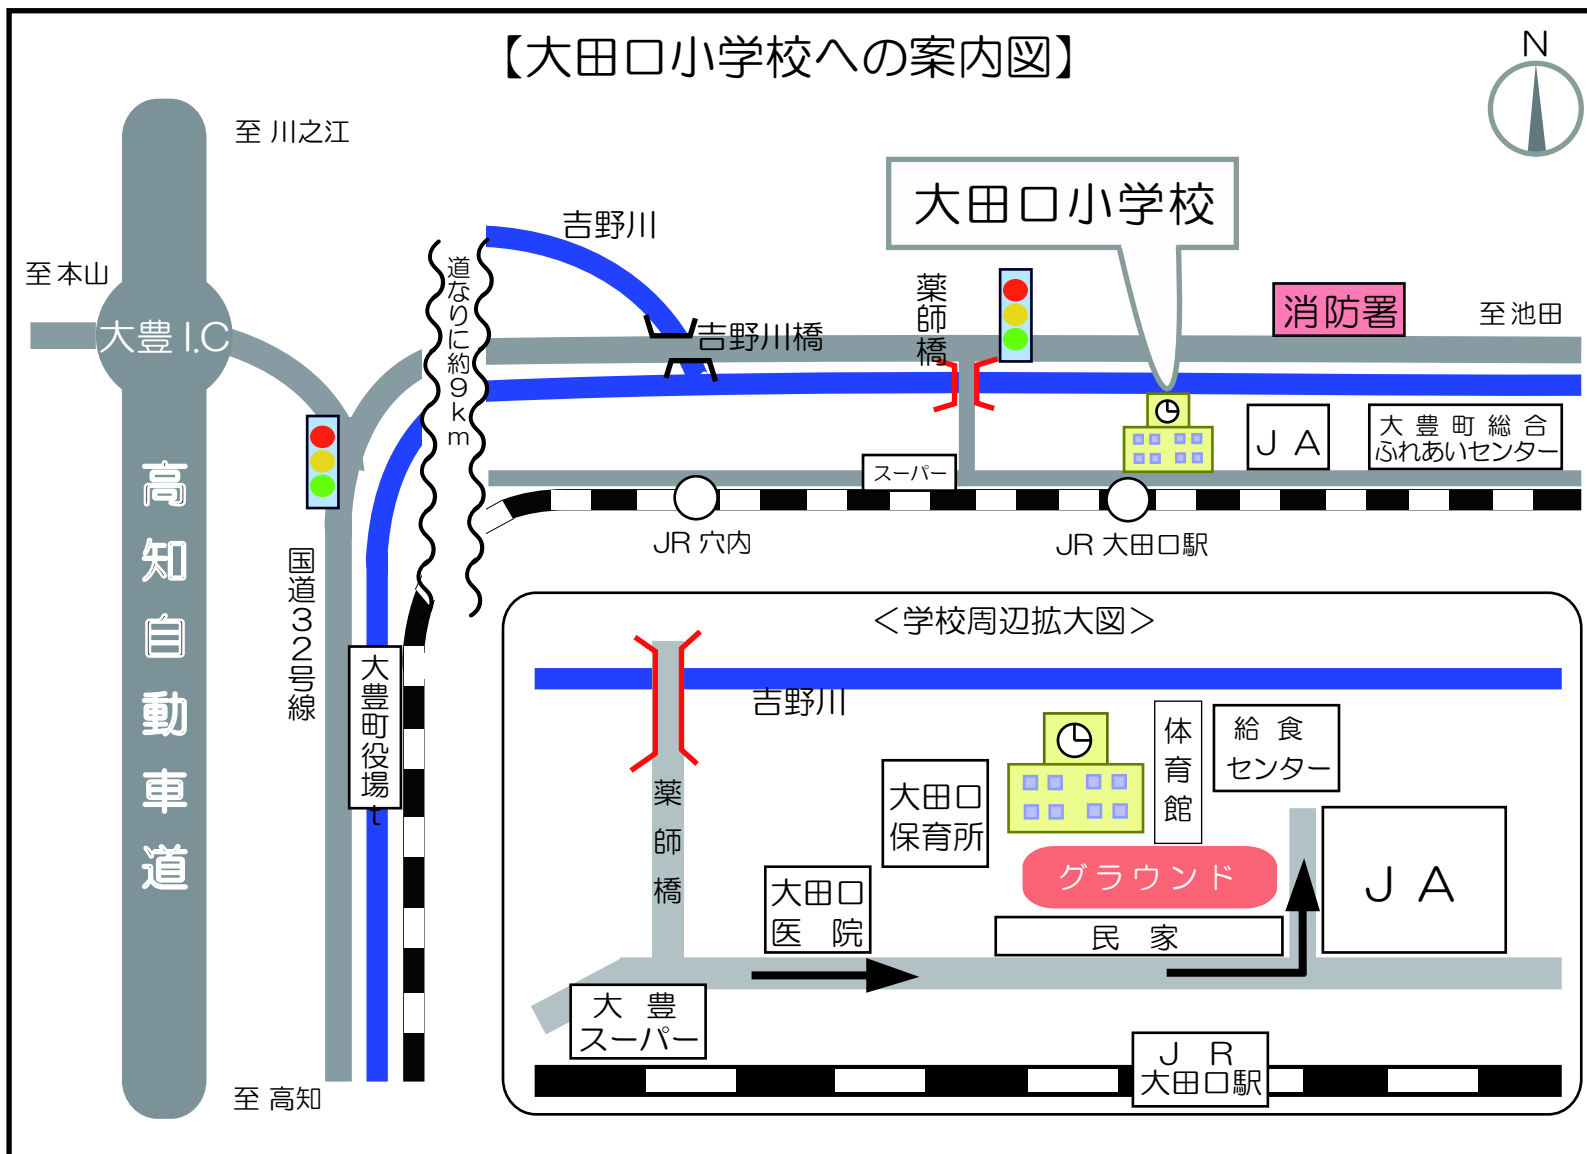 【大田口小学校への案内図】
N
至 川之江
大田口小学校
吉野川
至 本山
道なりに約９ｋｍ
薬師橋
消防署
至 池田
大豊 I.C
吉野川橋
JA
大豊町総合
ふれあいセンター
スーパー
高知自動車道
JR 穴内
JR 大田口駅
国道３２号線
＜学校周辺拡大図＞
大豊町役場t
吉野川
体育館
給食
センター
大田口
保育所
薬師橋
グラウンド
大田口
医院
JA
民家
大豊
スーパー
JR
大田口駅
至 高知